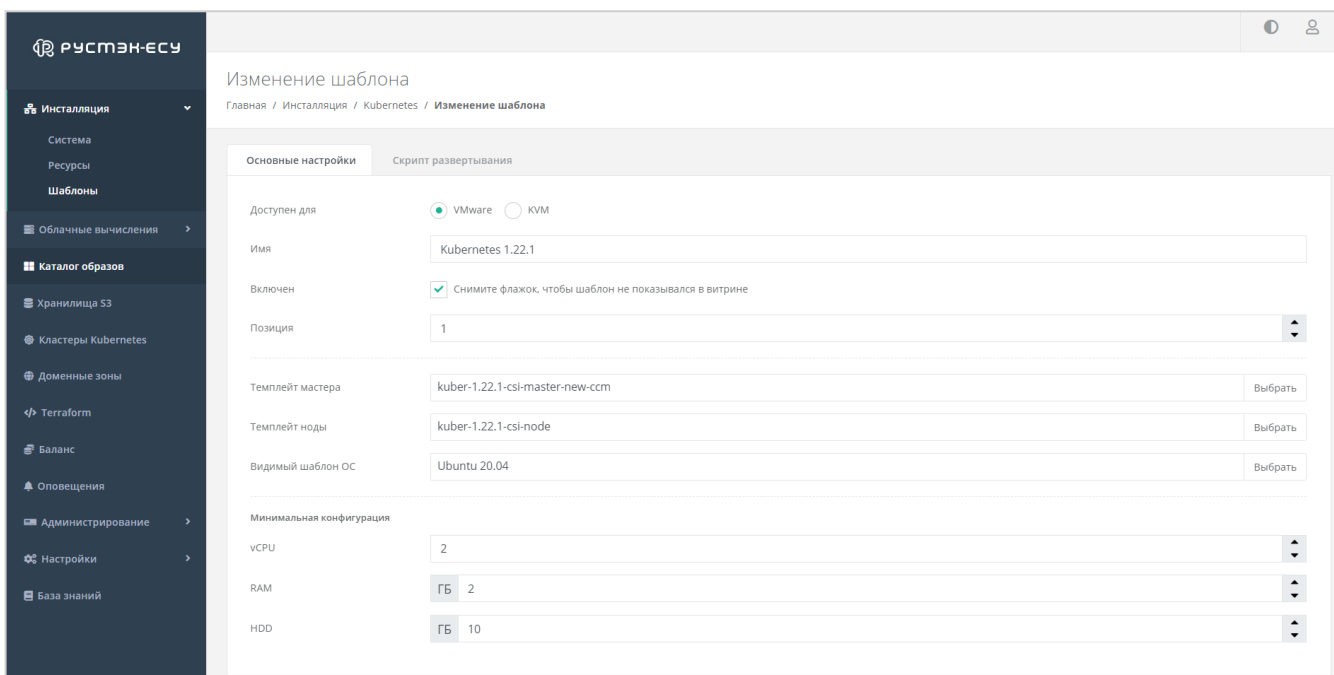 РУСТЭК-ЕСУ
Инсталляция
Система
Ресурсы
Шаблоны
Облачные вычисления
Каталог образов
Хранилища S3
Кластеры Kubernetes
Доменные зоны
Terraform
Баланс
Оповещения
Администрирование
Настройки
База знаний
Изменение шаблона
Главная / Инсталляция / Kubernetes / Изменение шаблона
Основные настройки Скрипт развертывания
Доступен для VMware KVM
Имя Kubernetes 1.22.1
Включен Снимите флажок, чтобы шаблон не показывался в витрине
Позиция 1
Темплейт мастера kuber-1.22.1-csi-master-new-ccm Выбрать
Темплейт ноды kuber-1.22.1-csi-node Выбрать
Видимый шаблон ОС Ubuntu 20.04 Выбрать
Минимальная конфигурация
vCPU 2
RAM ГБ 2
HDD ГБ 10